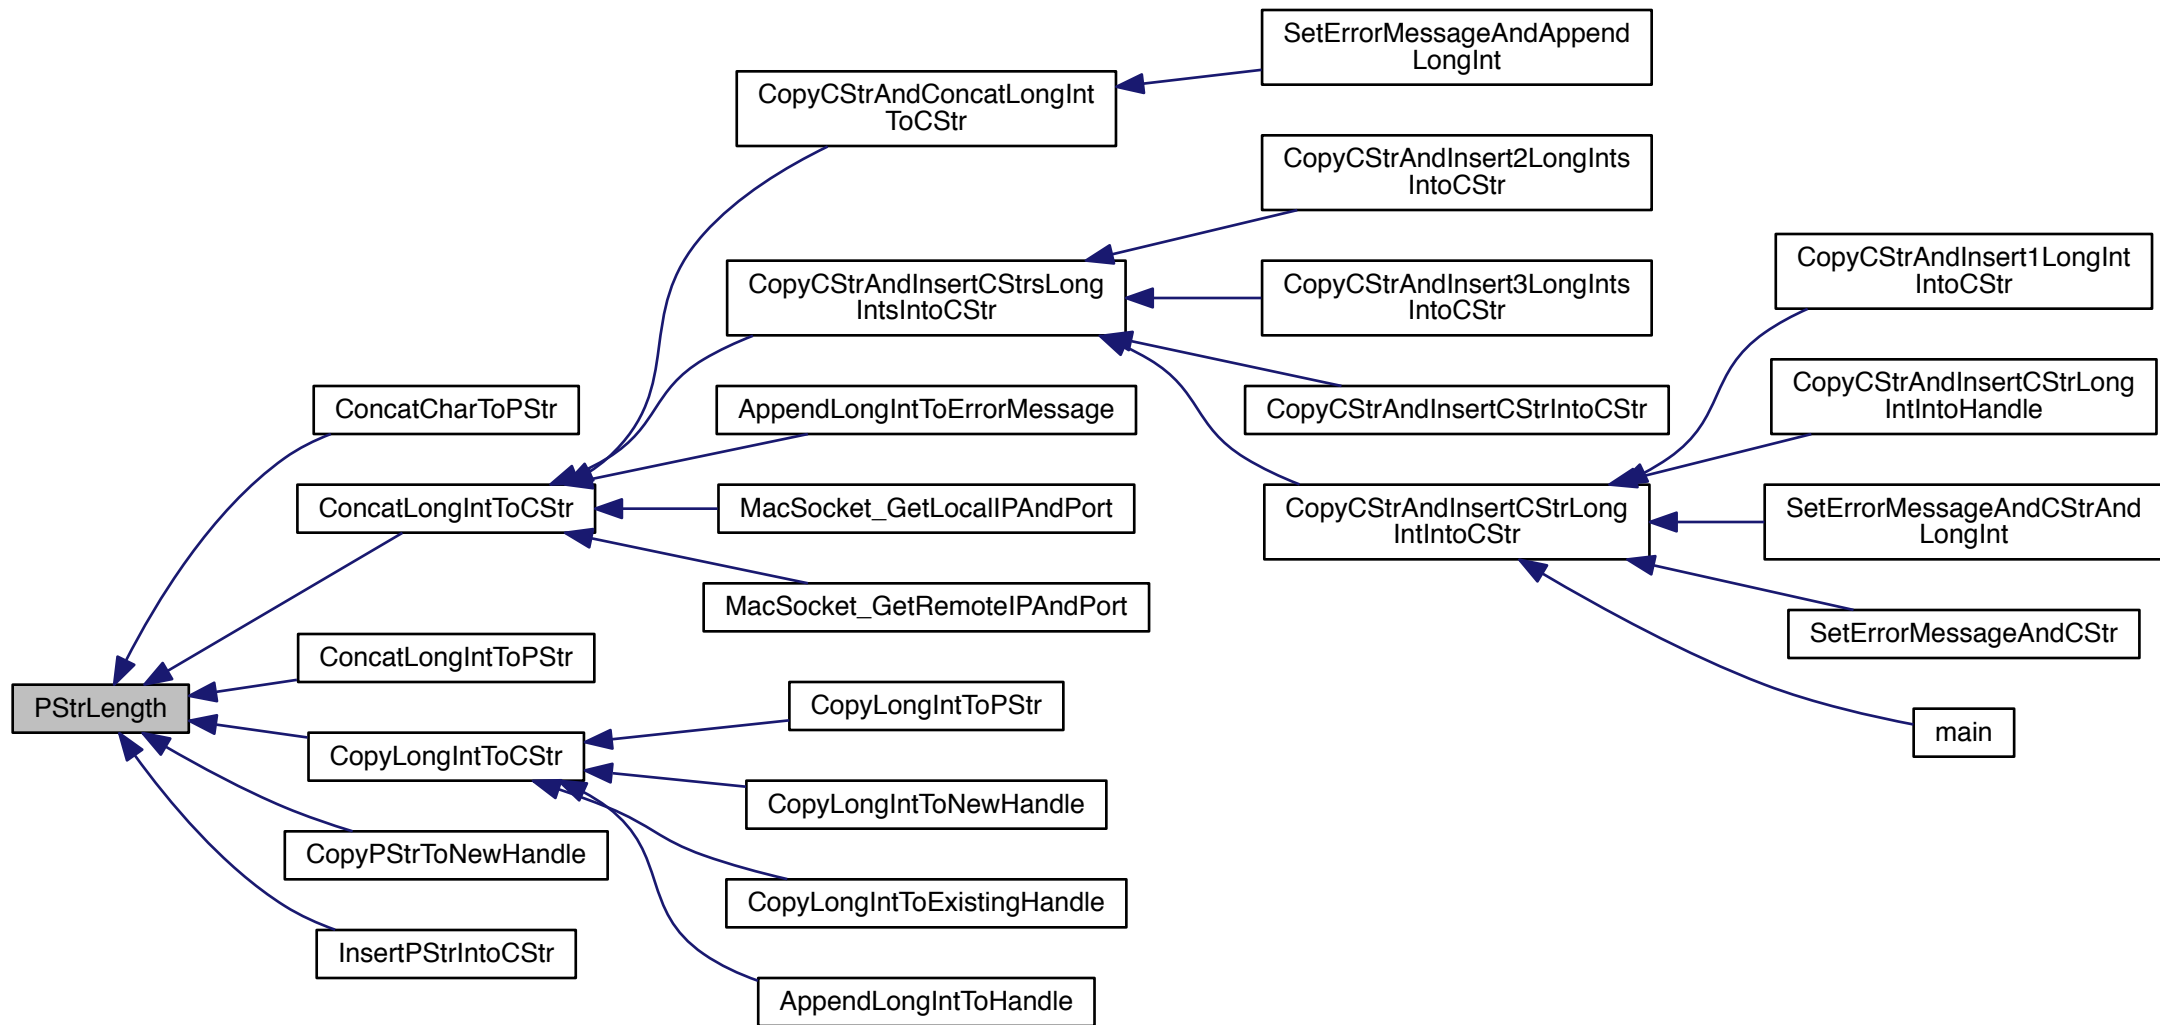 SetErrorMessageAndAppend
LongInt
CopyCStrAndConcatLongInt
ToCStr
CopyCStrAndInsert2LongInts
IntoCStr
CopyCStrAndInsertCStrsLong
IntsIntoCStr
CopyCStrAndInsert3LongInts
IntoCStr
CopyCStrAndInsert1LongInt
IntoCStr
ConcatCharToPStr
AppendLongIntToErrorMessage
CopyCStrAndInsertCStrIntoCStr
CopyCStrAndInsertCStrLong
IntIntoHandle
ConcatLongIntToCStr
MacSocket_GetLocalIPAndPort
CopyCStrAndInsertCStrLong
IntIntoCStr
SetErrorMessageAndCStrAnd
LongInt
MacSocket_GetRemoteIPAndPort
SetErrorMessageAndCStr
ConcatLongIntToPStr
PStrLength
CopyLongIntToPStr
main
CopyLongIntToCStr
CopyLongIntToNewHandle
CopyPStrToNewHandle
CopyLongIntToExistingHandle
InsertPStrIntoCStr
AppendLongIntToHandle